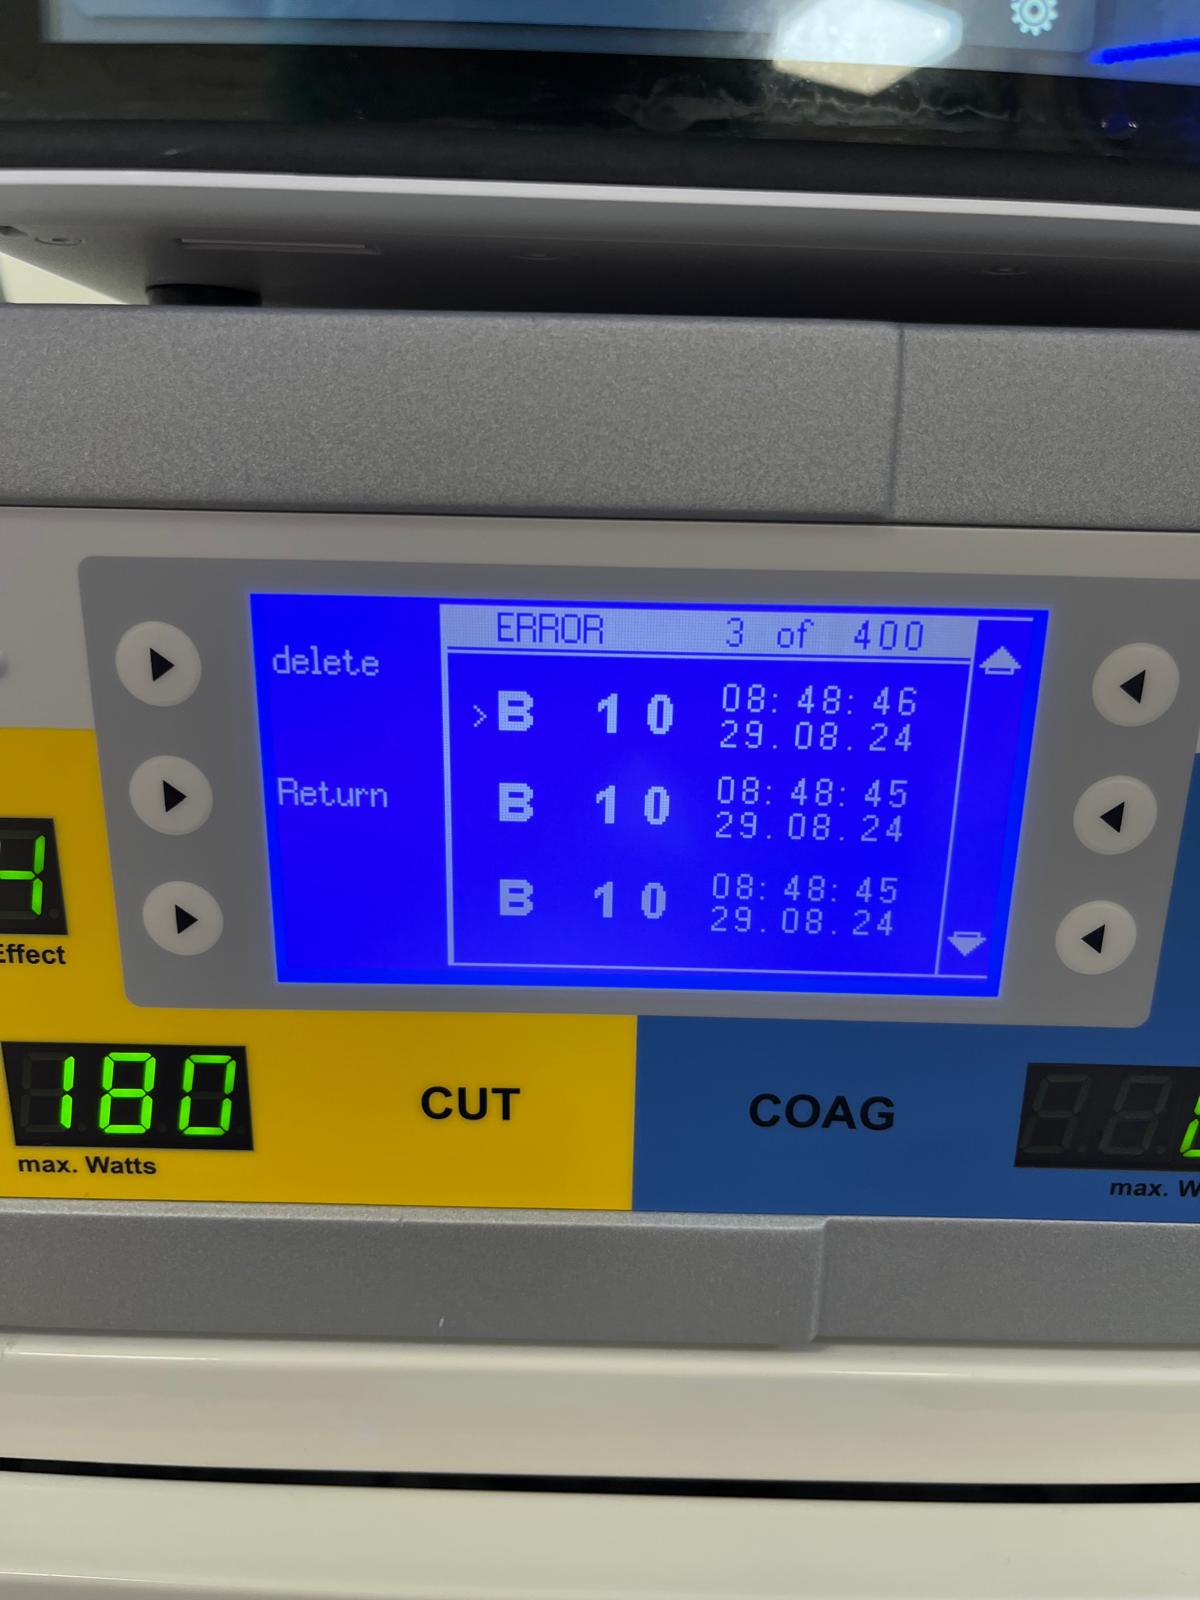 ERROR 3 of 400
delete
>B 10 08:48:46
29.08.24
Return
B 10 08:48:45
29.08.24
B 10 08:48:45
29.08.24
Effect
180
max. Watts
CUT
COAG
max. W